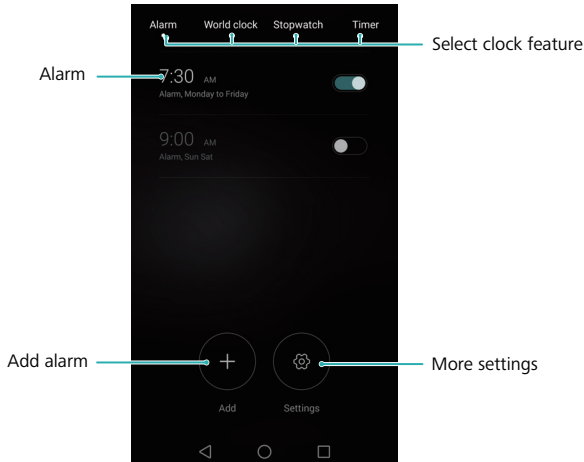 Alarm World clock Stopwatch Timer
Select clock feature
Alarm
7:30 AM
Alarm, Monday to Friday
9:00 AM
Alarm, Sun Sat
Add alarm
More settings
Add Settings